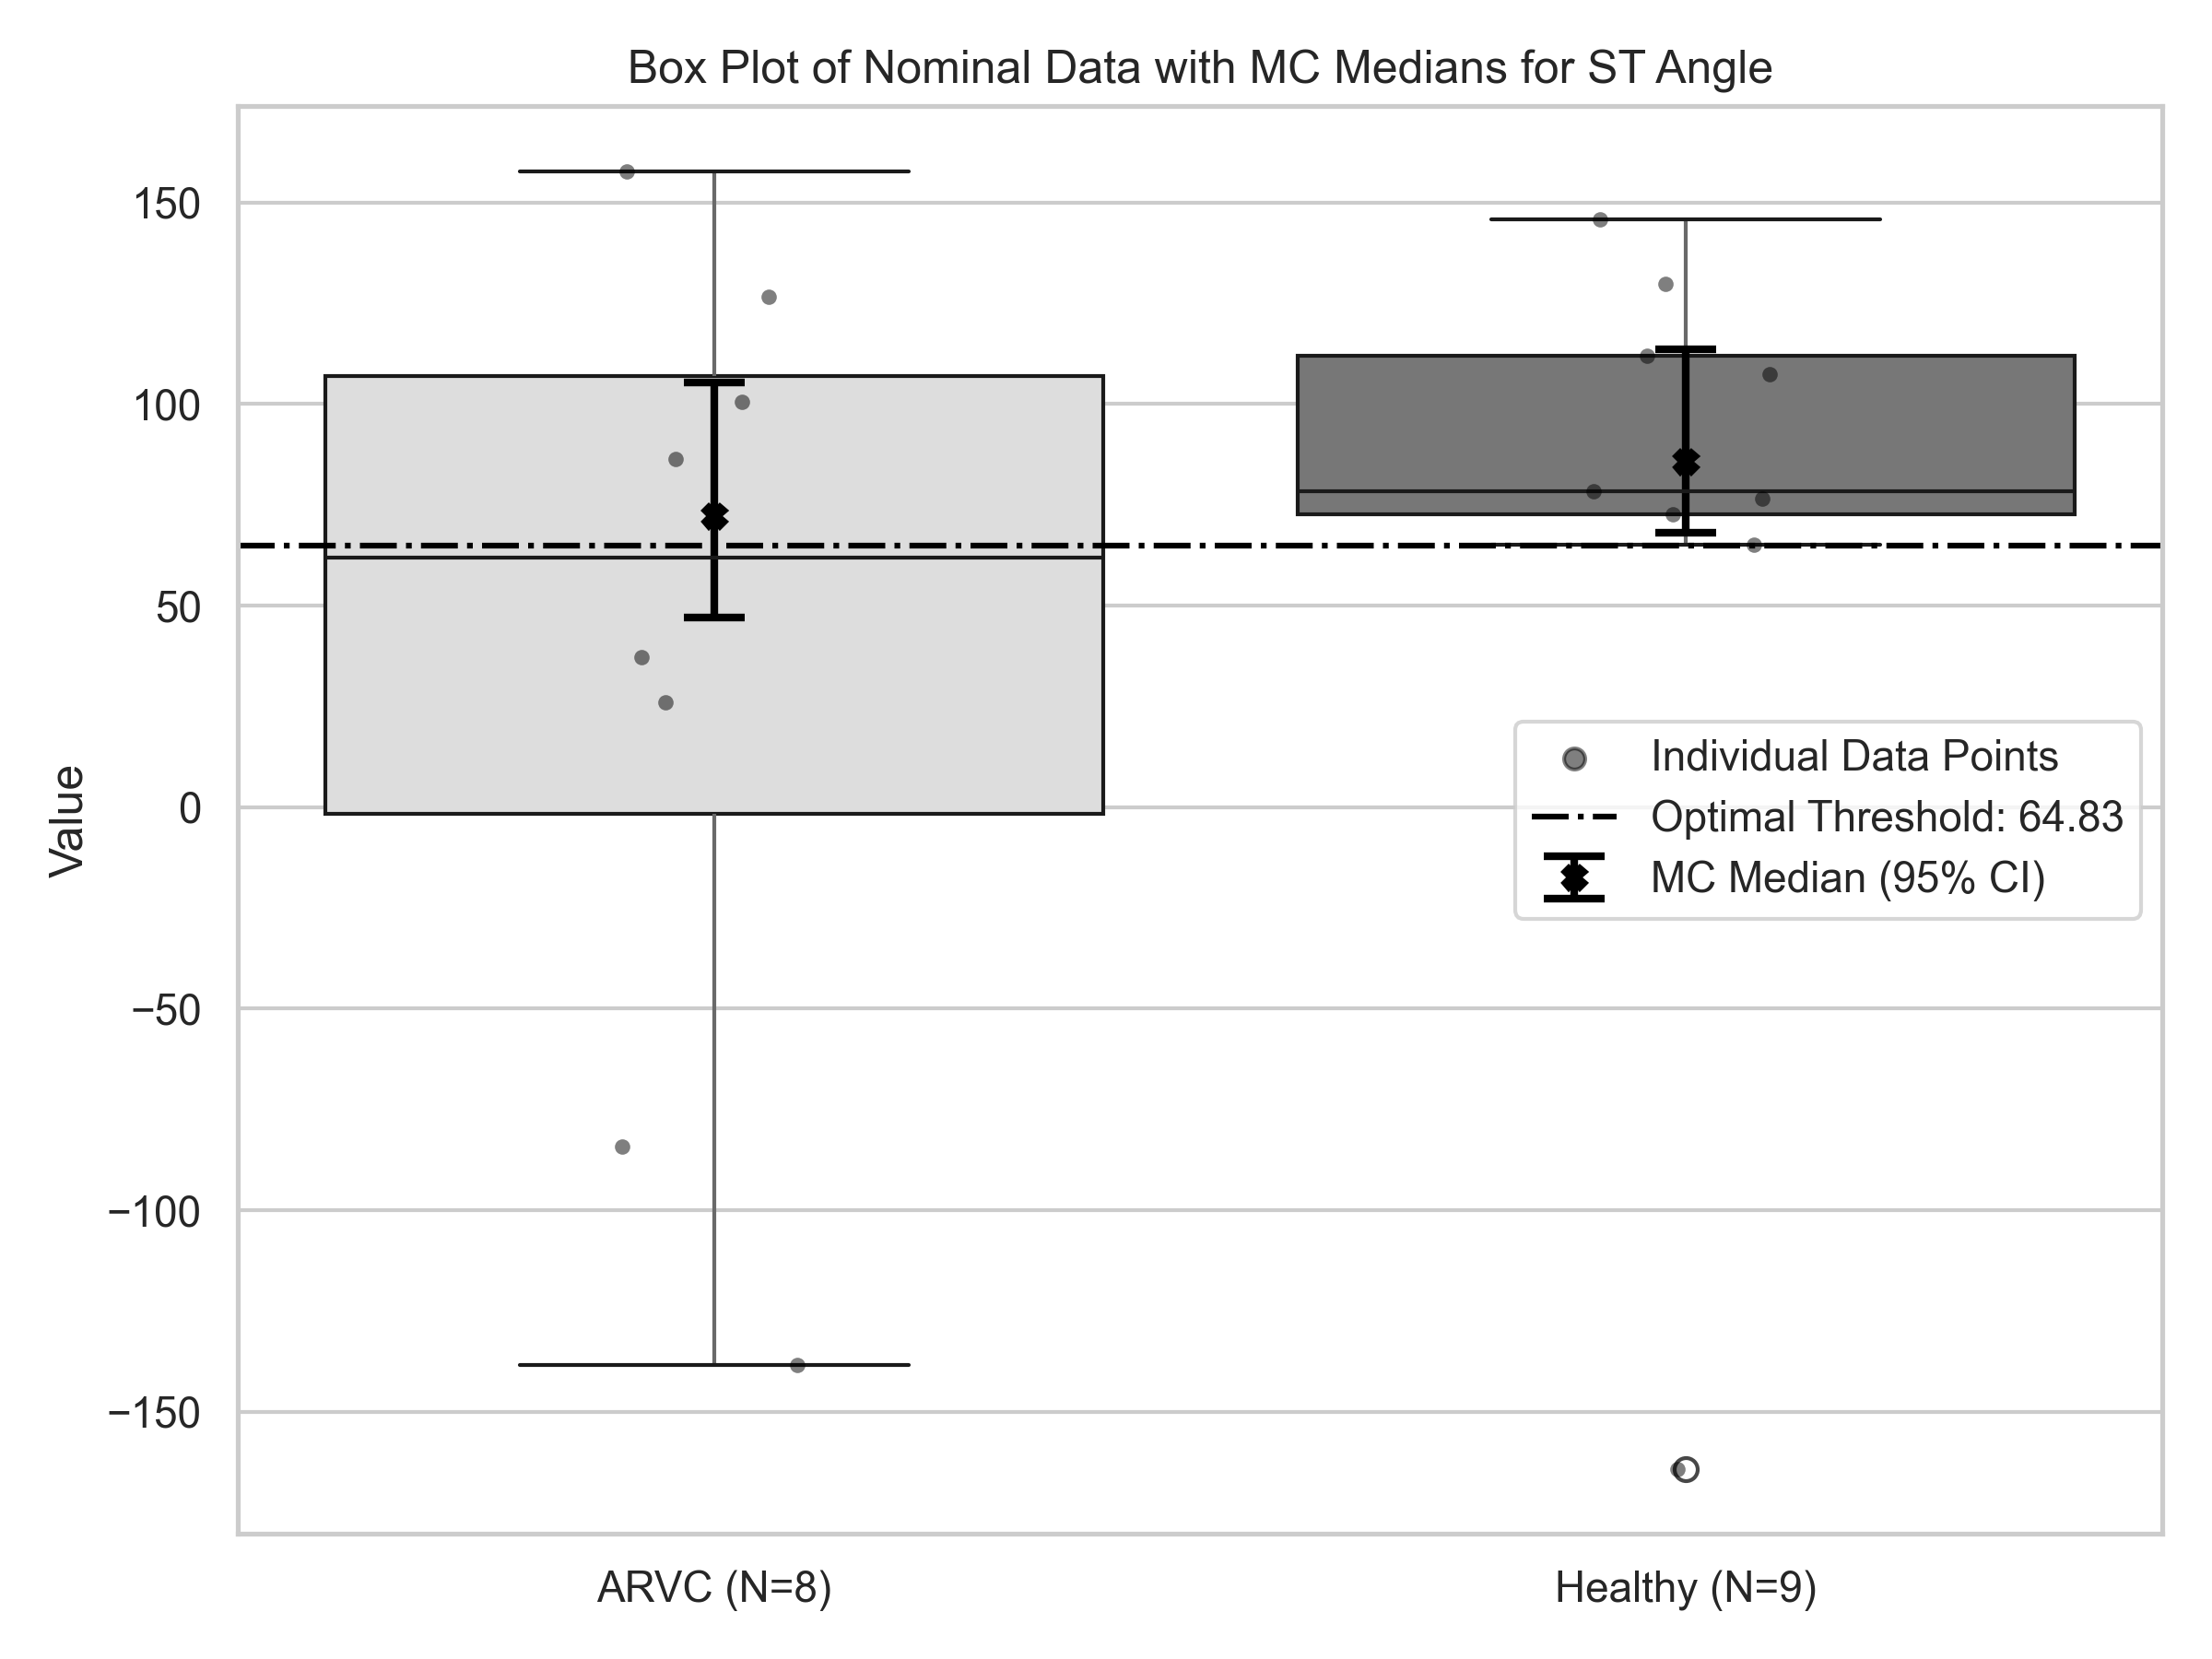 Box Plot of Nominal Data with MC Medians for ST Angle
Value
150
100
50
0
−50
−100
−150
Individual Data Points
Optimal Threshold: 64.83
MC Median (95% CI)
ARVC (N=8)
Healthy (N=9)